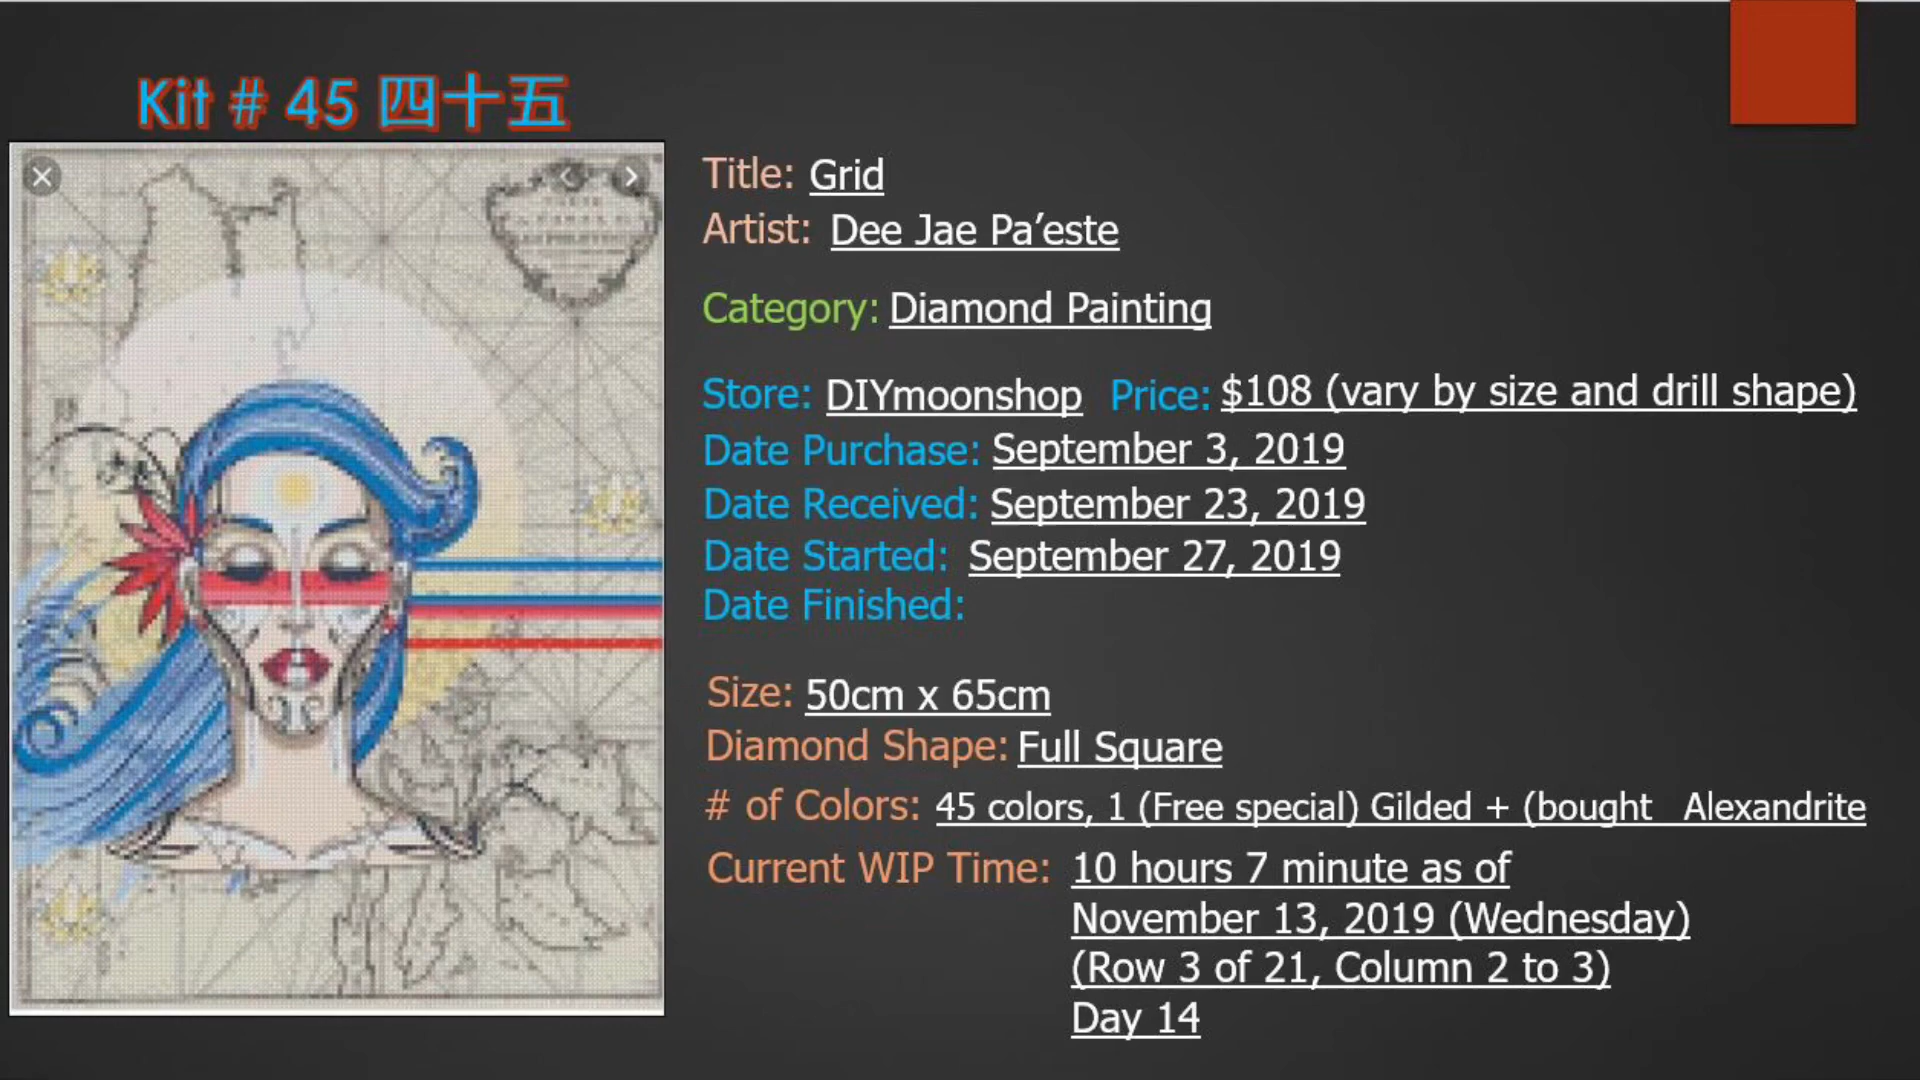 Kit # 45 四十五
Title: Grid
Artist: Dee Jae Pa’este
Category: Diamond Painting
Store: DIYmoonshop Price: $108 (vary by size and drill shape)
Date Purchase: September 3, 2019
Date Received: September 23, 2019
Date Started: September 27, 2019
Date Finished:
Size: 50cm x 65cm
Diamond Shape: Full Square
# of Colors: 45 colors, 1 (Free special) Gilded + (bought Alexandrite
Current WIP Time: 10 hours 7 minute as of
November 13, 2019 (Wednesday)
(Row 3 of 21, Column 2 to 3)
Day 14